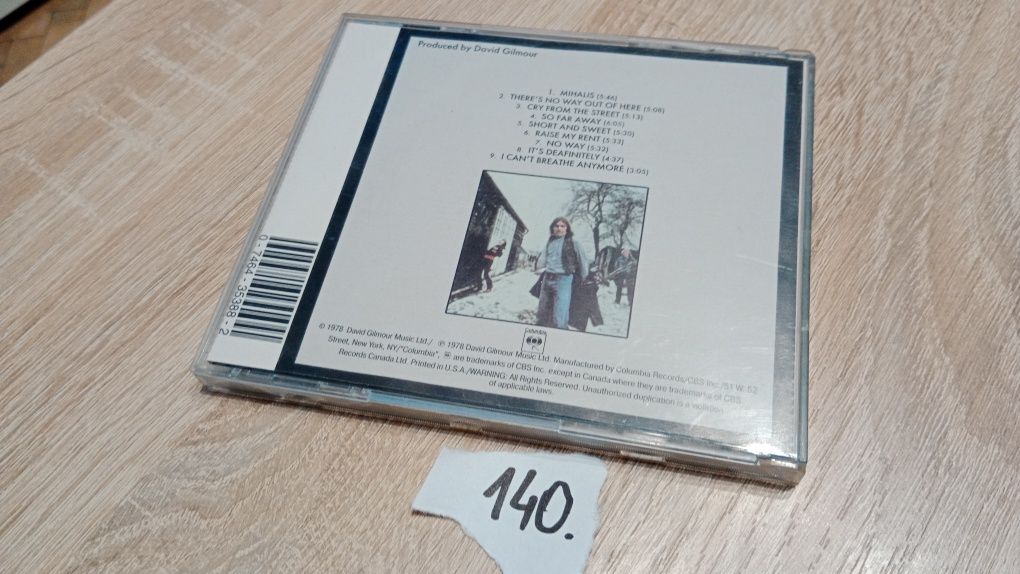 Produced by David Gilmour
1. MIHALIS (5:46)
2. THERE'S NO WAY OUT OF HERE (5:08)
3. CRY FROM THE STREET (5:13)
4. SO FAR AWAY (6:05)
5. SHORT AND SWEET (5:30)
6. RAISE MY RENT (5:33)
7. NO WAY (5:32)
8. IT'S DEAFINITELY (4:37)
9. I CAN'T BREATHE ANYMORE (3:05)
0-7464-35388-2
Columbia
© 1978 David Gilmour Music Ltd./ ℗ 1978 David Gilmour Music Ltd. Manufactured by Columbia Records/CBS Inc./51 W. 52
Street, New York, NY/"Columbia", are trademarks of CBS Inc. except in Canada where they are trademarks of CBS
Records Canada Ltd. Printed in U.S.A./WARNING: All Rights Reserved. Unauthorized duplication is a violation
of applicable laws.
140.